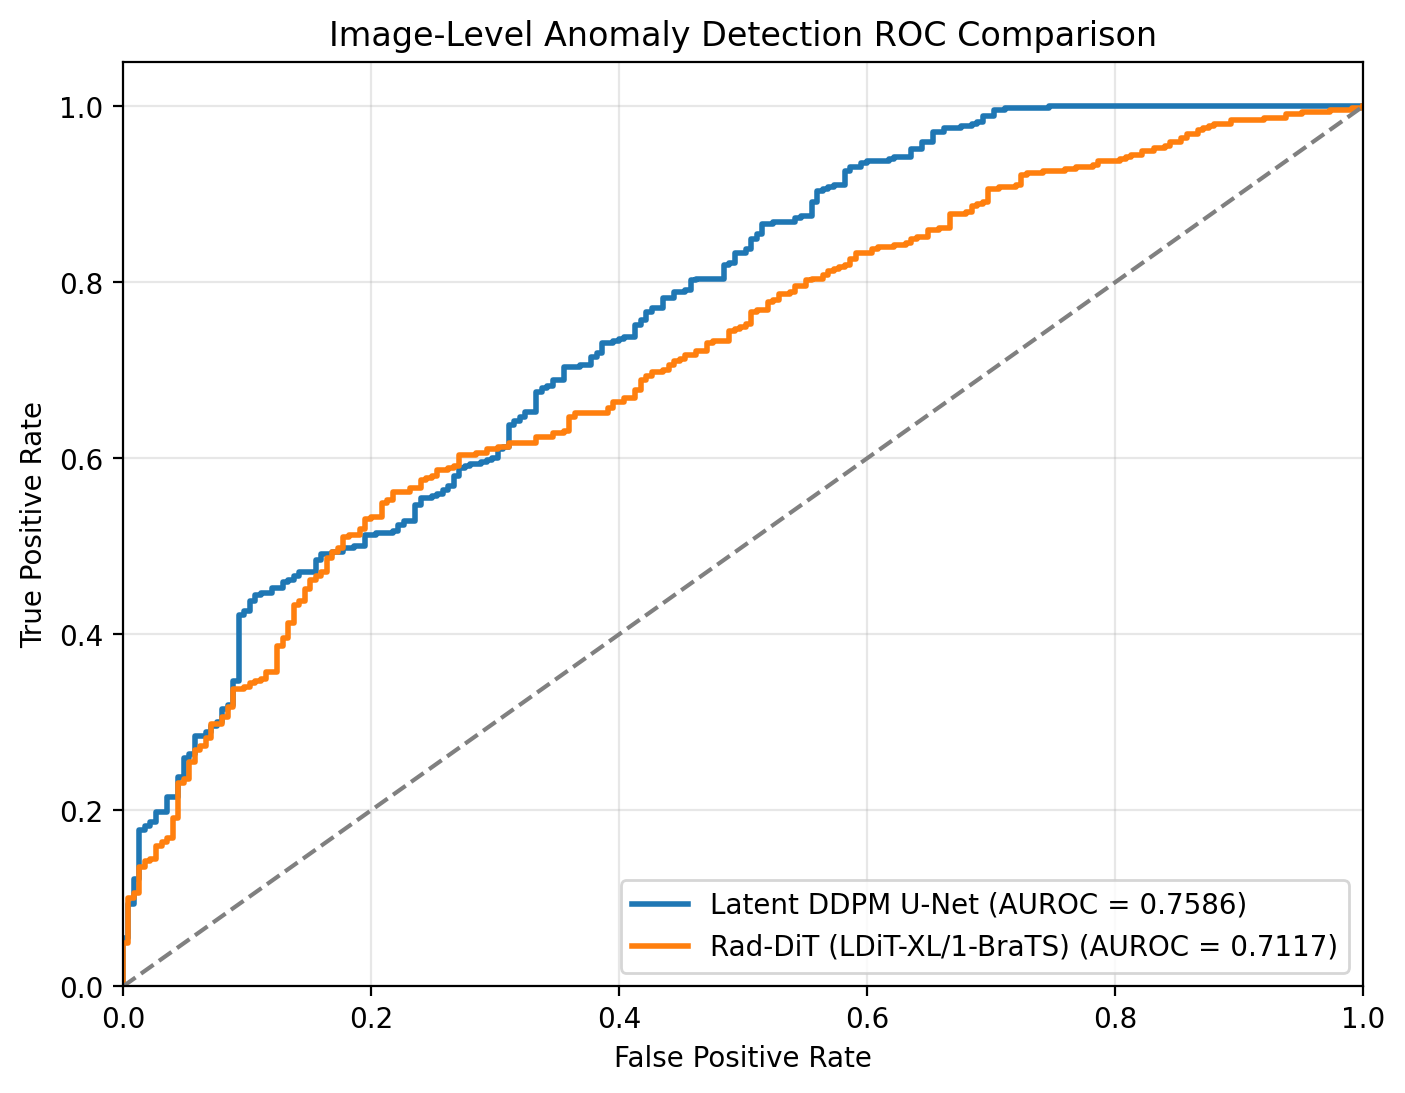 Image-Level Anomaly Detection ROC Comparison
1.0
0.8
0.6
0.4
0.2
0.0
True Positive Rate
Latent DDPM U-Net (AUROC = 0.7586)
Rad-DiT (LDiT-XL/1-BraTS) (AUROC = 0.7117)
0.0 0.2 0.4 0.6 0.8 1.0
False Positive Rate